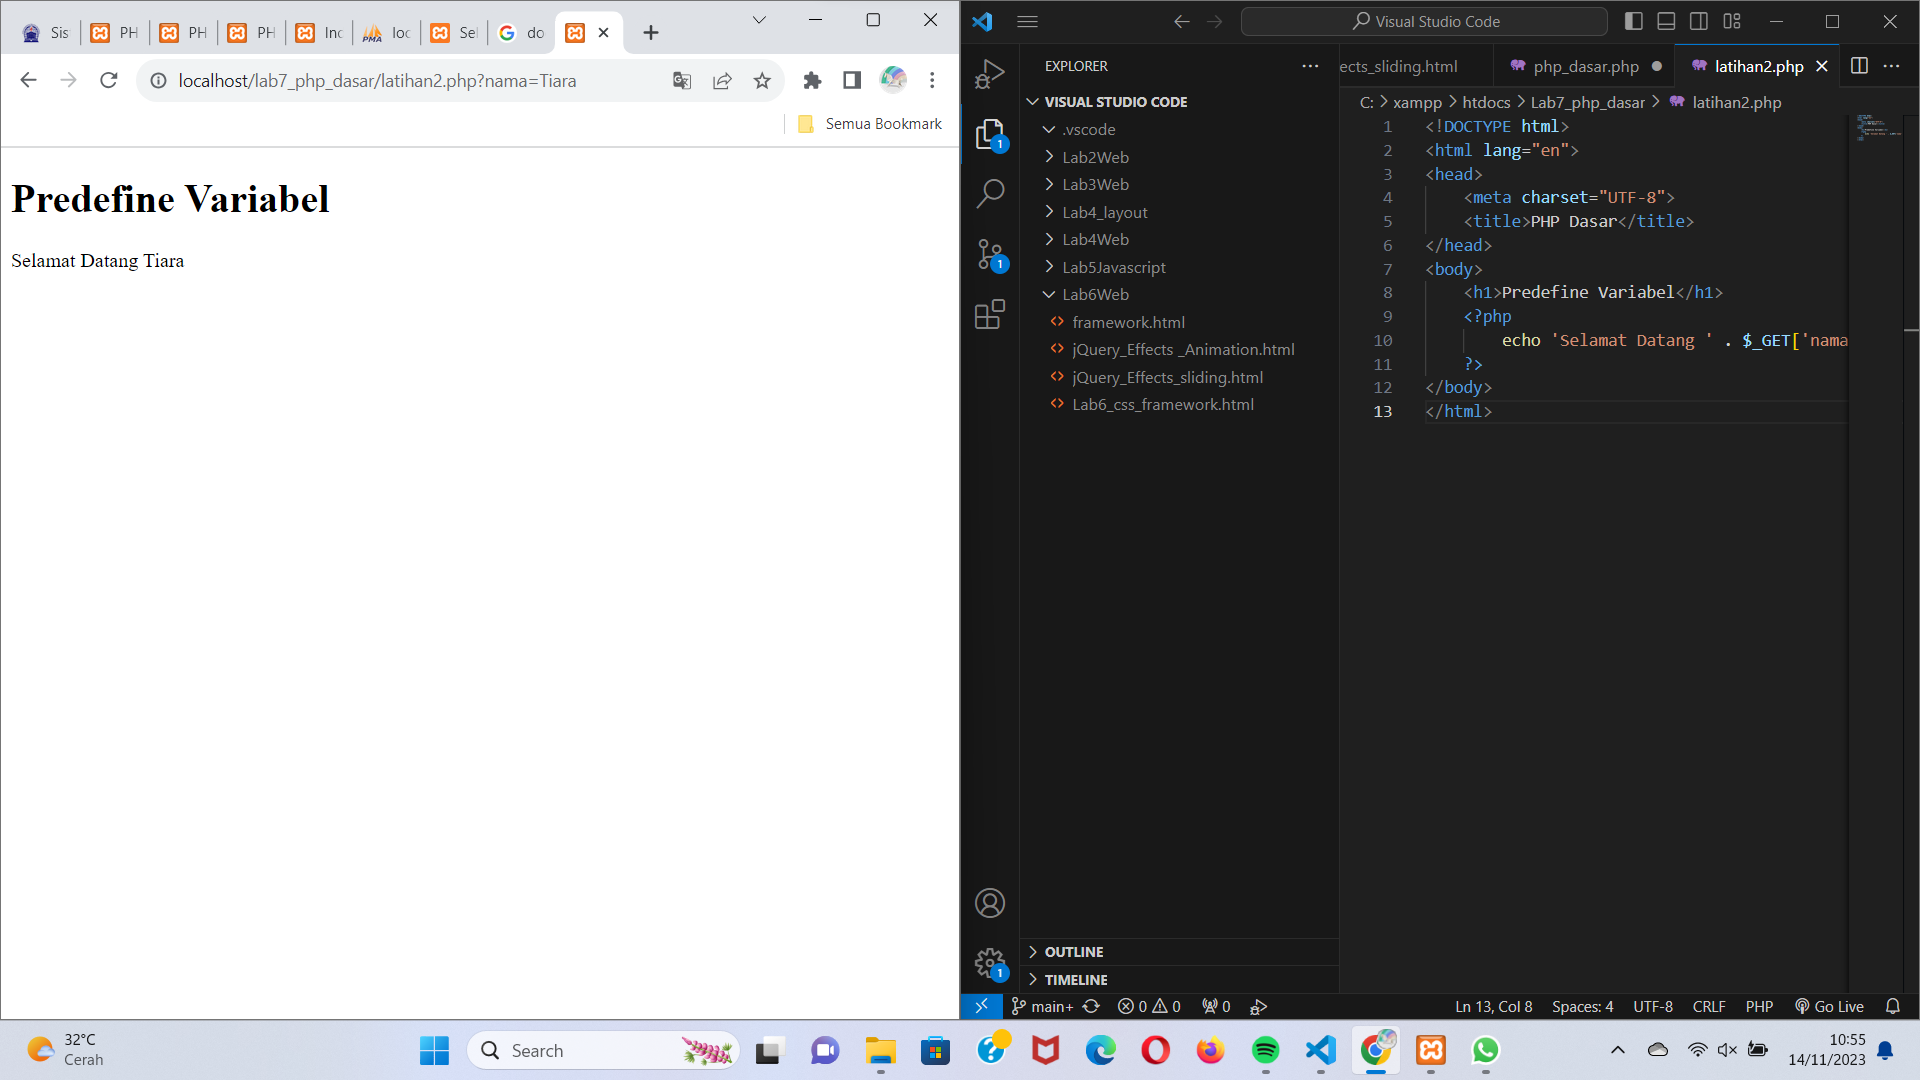 Sis
PH
PH
PH
Inc
PMA
loc
Sel
do
localhost/lab7_php_dasar/latihan2.php?nama=Tiara
Semua Bookmark
Predefine Variabel
Selamat Datang Tiara
Visual Studio Code
EXPLORER
ects_sliding.html
php_dasar.php
latihan2.php
VISUAL STUDIO CODE
.vscode
Lab2Web
Lab3Web
Lab4_layout
Lab4Web
Lab5Javascript
Lab6Web
framework.html
jQuery_Effects _Animation.html
jQuery_Effects_sliding.html
Lab6_css_framework.html
OUTLINE
TIMELINE
1
1
1
C: > xampp > htdocs > Lab7_php_dasar > latihan2.php
1 <!DOCTYPE html>
2 <html lang="en">
3 <head>
4 <meta charset="UTF-8">
5 <title>PHP Dasar</title>
6 </head>
7 <body>
8 <h1>Predefine Variabel</h1>
9 <?php
10 echo 'Selamat Datang ' . $_GET['nama
11 ?>
12 </body>
13 </html>
main+ 0 0 0 Ln 13, Col 8 Spaces: 4 UTF-8 CRLF PHP Go Live
32°C
Cerah
Search
10:55
14/11/2023